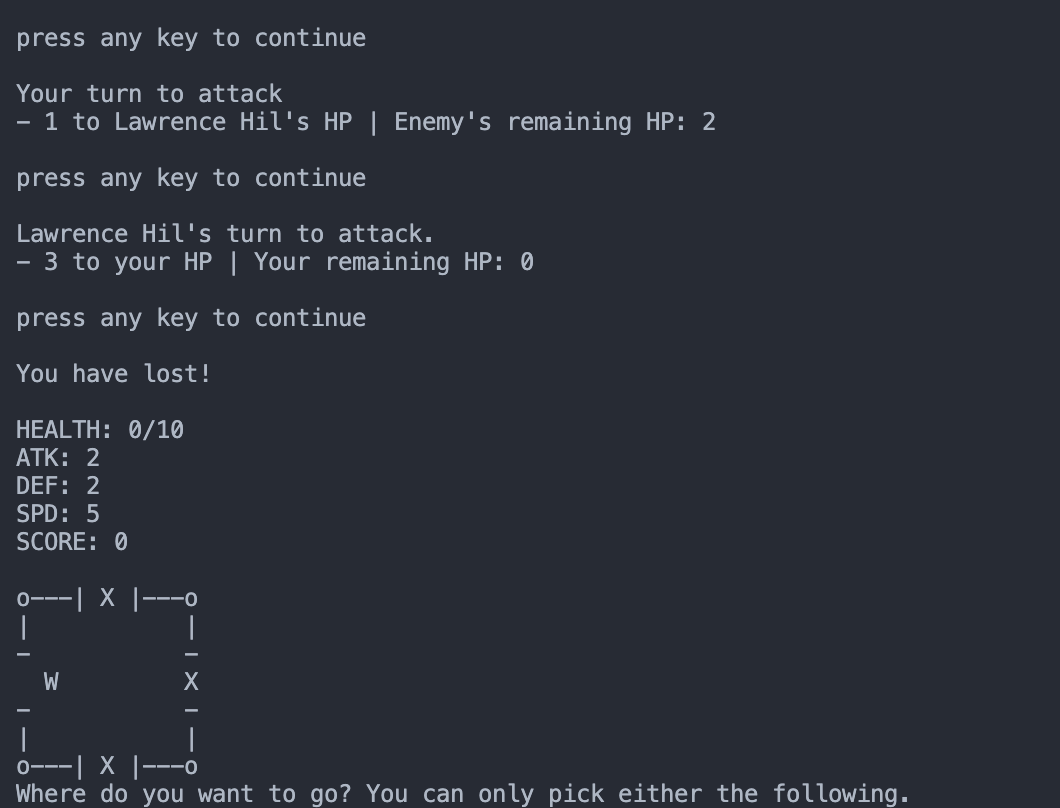 press any key to continue
Your turn to attack
– 1 to Lawrence Hil's HP | Enemy's remaining HP: 2
press any key to continue
Lawrence Hil's turn to attack.
– 3 to your HP | Your remaining HP: 0
press any key to continue
You have lost!
HEALTH: 0/10
ATK: 2
DEF: 2
SPD: 5
SCORE: 0
o–––| X |–––o
|           |
–           –
  W         X
–           –
|           |
o–––| X |–––o
Where do you want to go? You can only pick either the following.